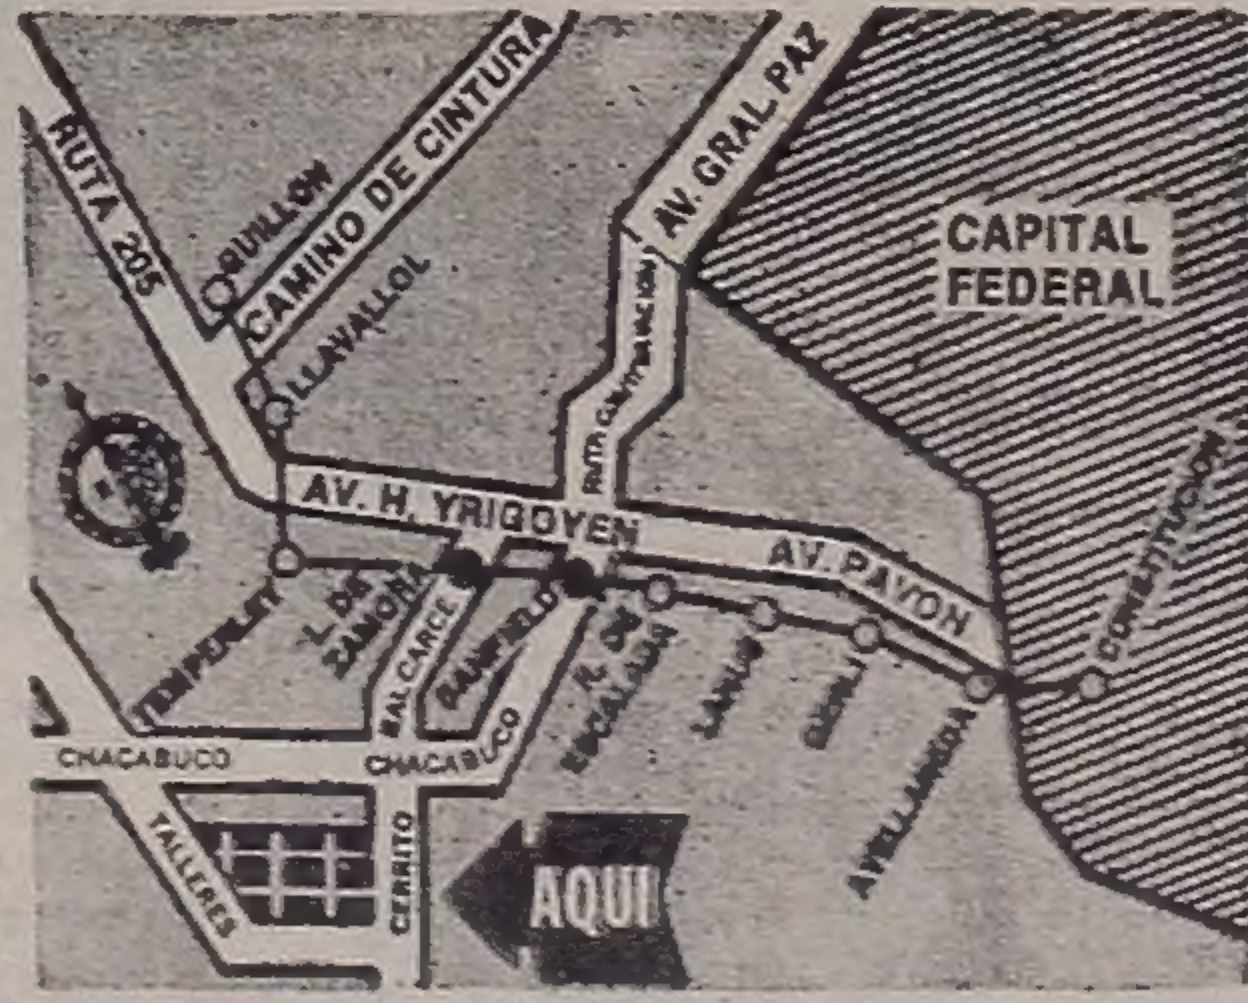 RUTA 205
CAMINO DE CINTURA
AV. GRAL. PAZ
LLAVALLOL
CAPITAL
FEDERAL
AV. H. YRIGOYEN
AV. PAVON
CONSTITUCION
TEMPERLEY
L. DE
ZAMORA
BALCARCE
BANFIELD
R. DE
ESCALADA
LANUS
GERLI
AVELLANEDA
CHACABUCO
CHACABUCO
TALLERES
CERRITO
AQUI